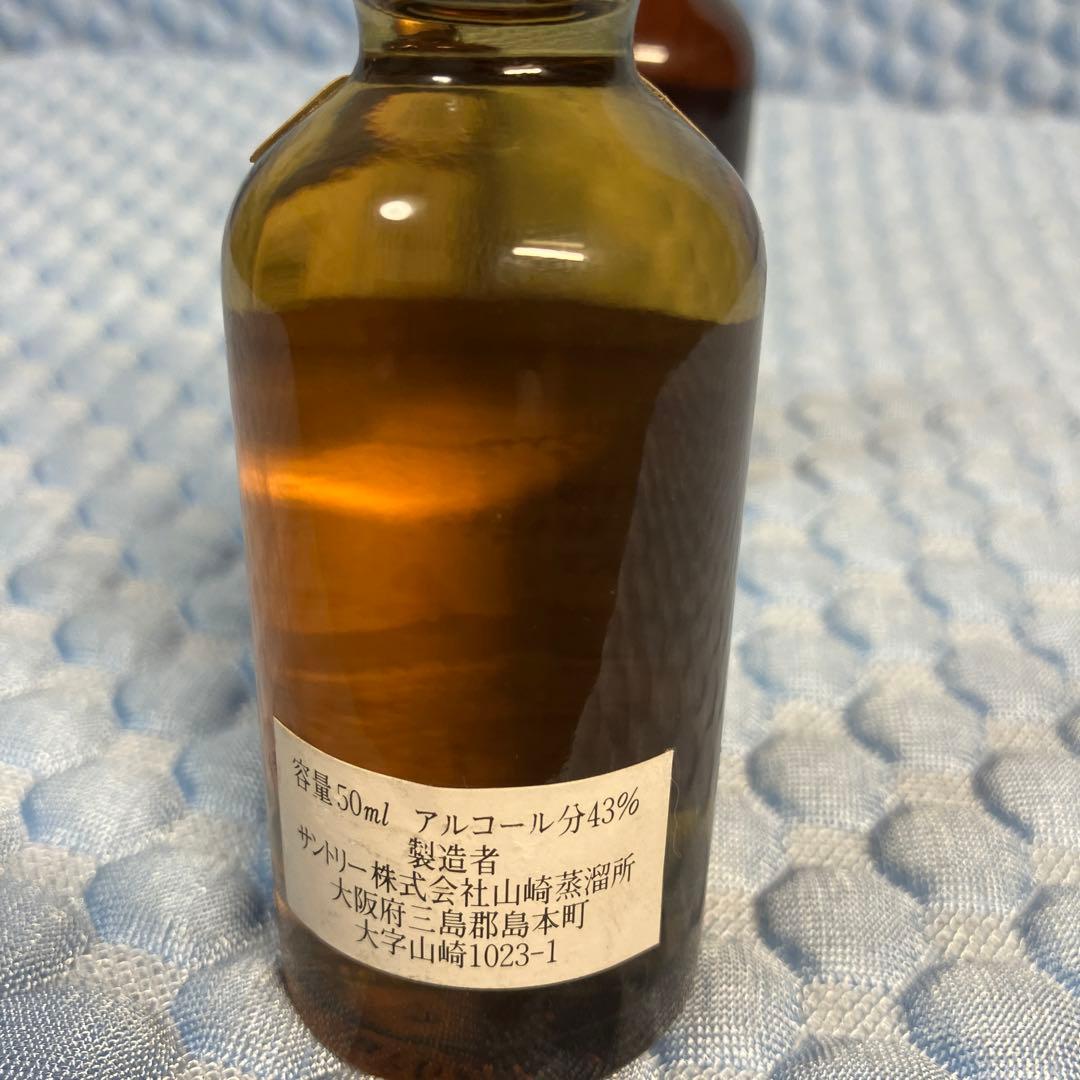 容量50ml アルコール分43%
製造者
サントリー株式会社山崎蒸溜所
大阪府三島郡島本町
大字山崎1023-1